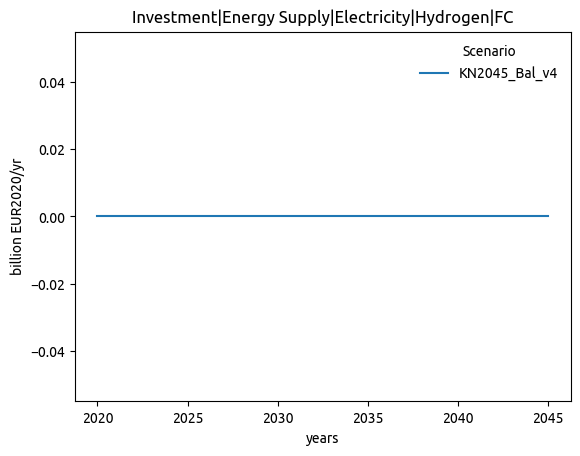 Investment|Energy Supply|Electricity|Hydrogen|FC
Scenario
KN2045_Bal_v4
0.04
0.02
0.00
−0.02
−0.04
billion EUR2020/yr
2020 2025 2030 2035 2040 2045
years